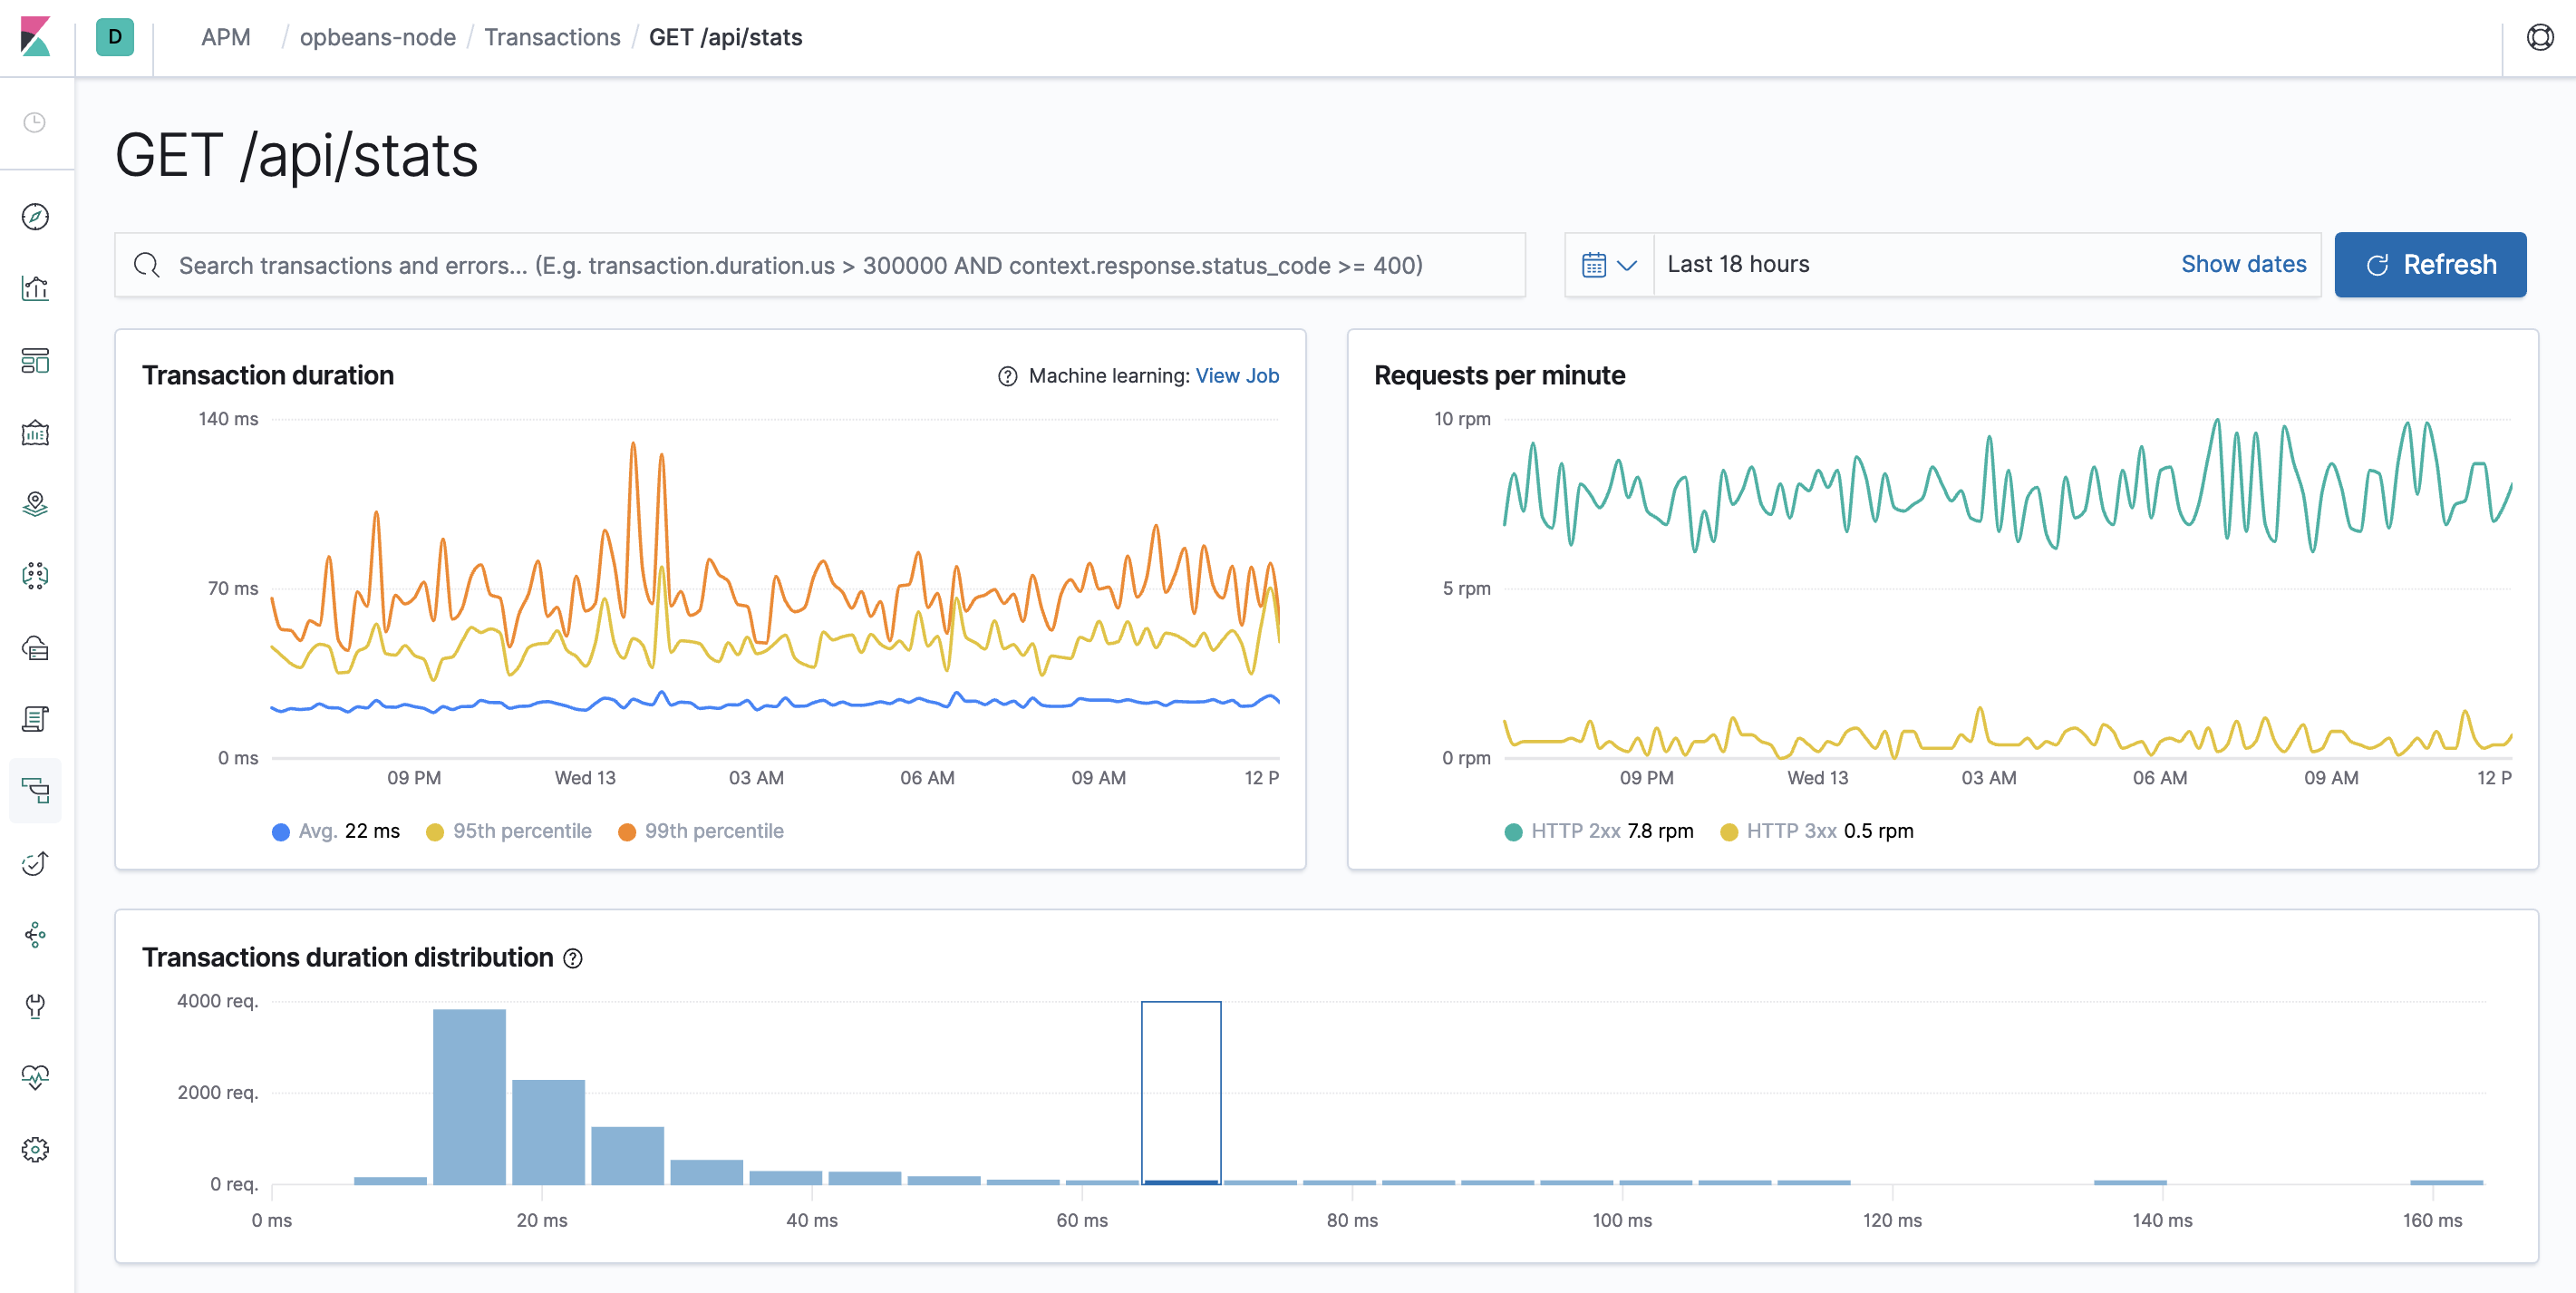 D APM / opbeans-node / Transactions / GET /api/stats
GET /api/stats
Search transactions and errors... (E.g. transaction.duration.us > 300000 AND context.response.status_code >= 400)
Last 18 hours
Show dates
Refresh
Transaction duration
Machine learning: View Job
140 ms
70 ms
0 ms
09 PM Wed 13 03 AM 06 AM 09 AM 12 P
Avg. 22 ms 95th percentile 99th percentile
Requests per minute
10 rpm
5 rpm
0 rpm
09 PM Wed 13 03 AM 06 AM 09 AM 12 P
HTTP 2xx 7.8 rpm HTTP 3xx 0.5 rpm
Transactions duration distribution
4000 req.
2000 req.
0 req.
0 ms 20 ms 40 ms 60 ms 80 ms 100 ms 120 ms 140 ms 160 ms